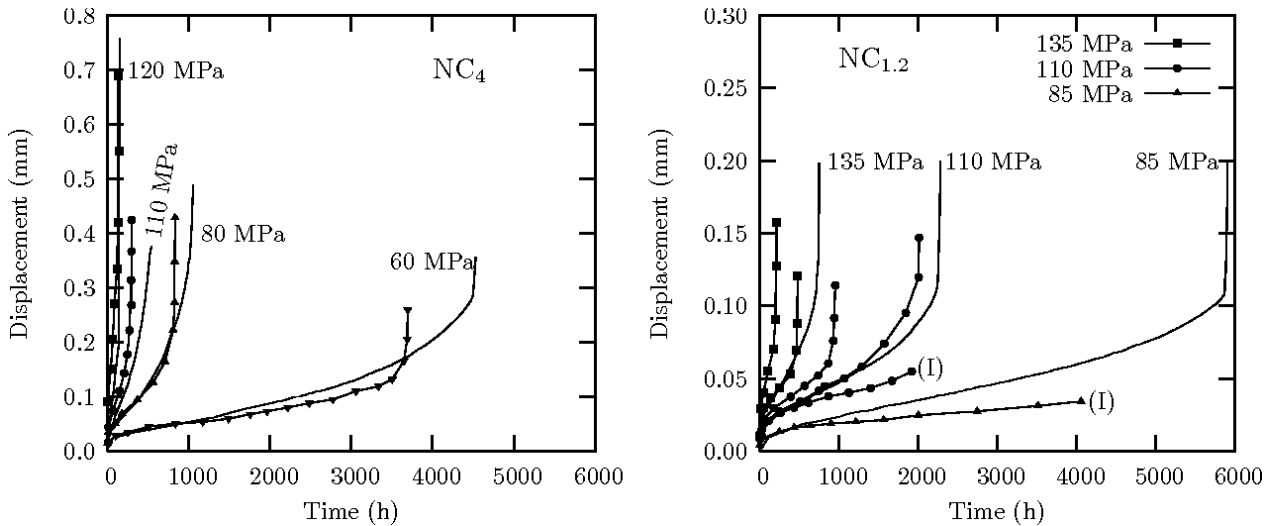 0.8
0.7
0.6
0.5
0.4
0.3
0.2
0.1
0.0
Displacement (mm)
120 MPa
NC4
110 MPa
80 MPa
60 MPa
0 1000 2000 3000 4000 5000 6000
Time (h)
0.30
0.25
0.20
0.15
0.10
0.05
0.00
Displacement (mm)
NC1.2
135 MPa
110 MPa
85 MPa
135 MPa
110 MPa
85 MPa
(I)
(I)
0 1000 2000 3000 4000 5000 6000
Time (h)